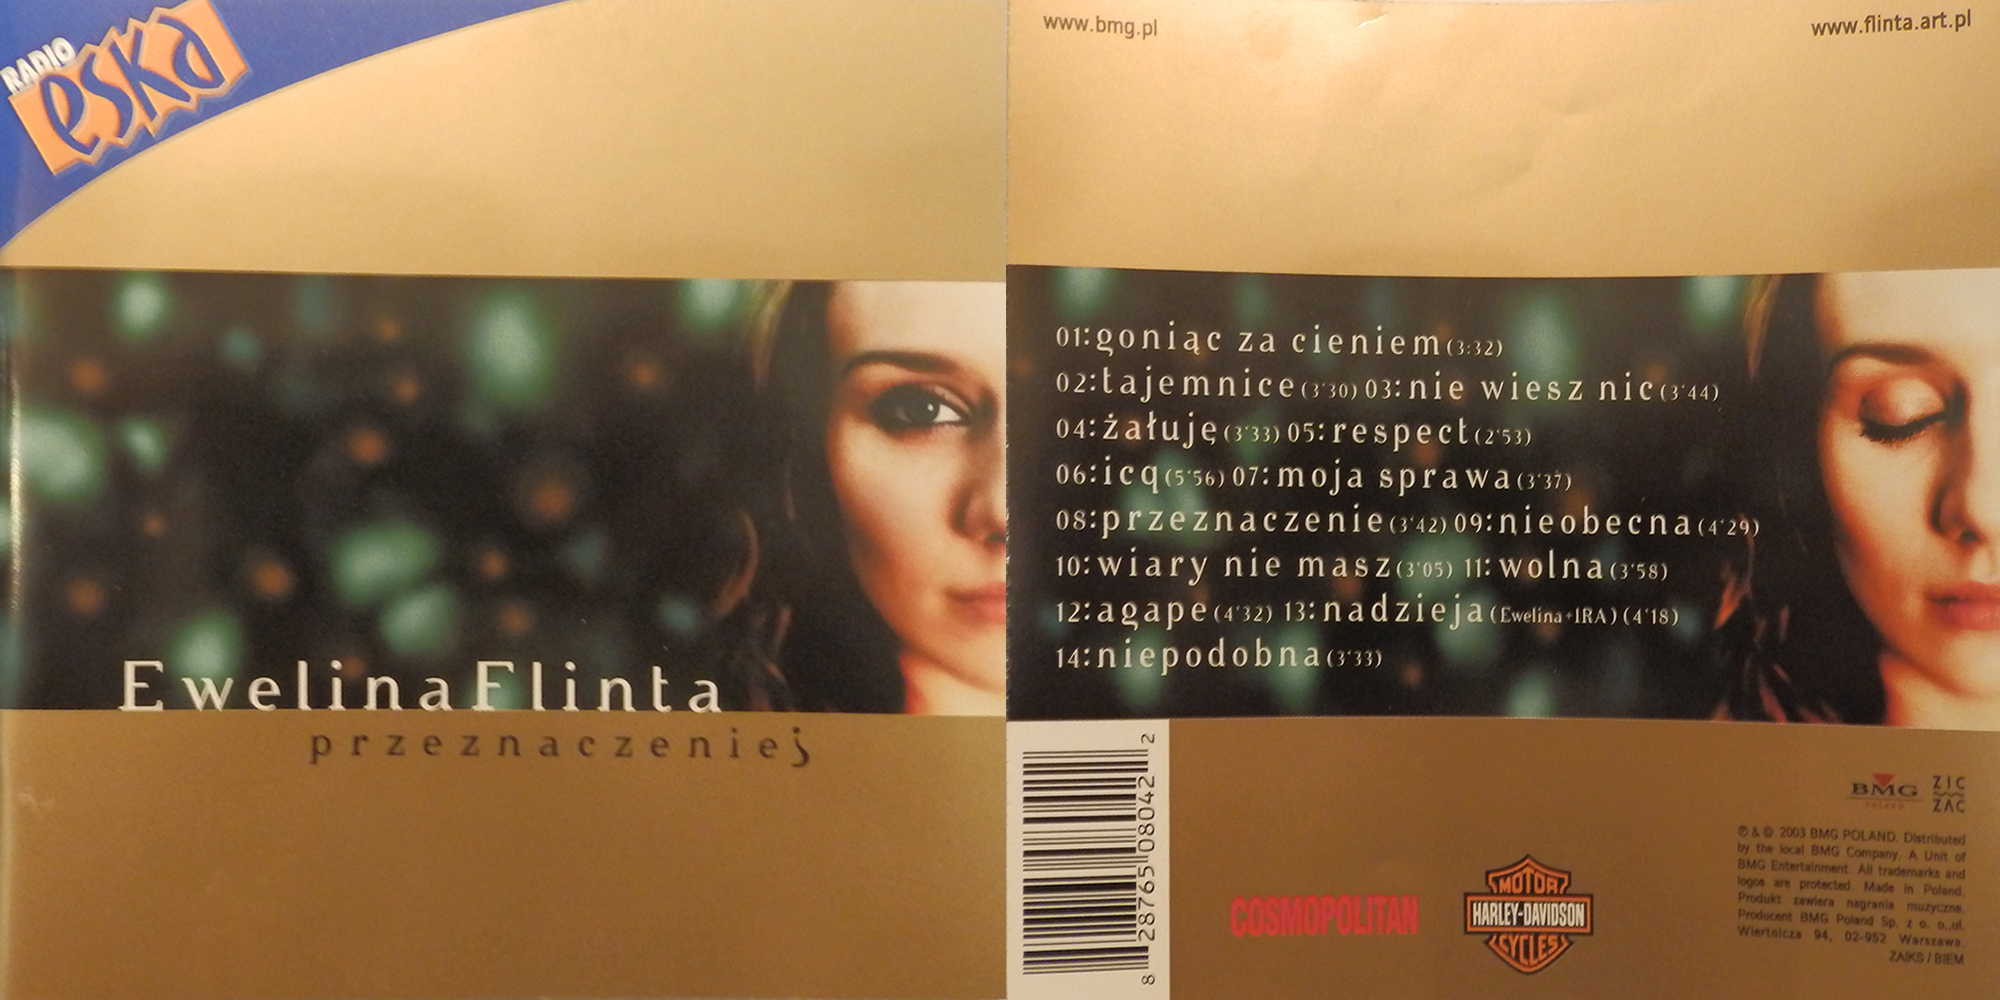 RADIO
eska
Ewelina Flinta
przeznaczenie
www.bmg.pl
www.flinta.art.pl
01:goniąc za cieniem(3:32)
02:tajemnice(3'30) 03:nie wiesz nic(3'44)
04:żałuję(3'33) 05:respect(2'53)
06:icq(5'56) 07:moja sprawa(3'37)
08:przeznaczenie(3'42) 09:nieobecna(4'29)
10:wiary nie masz(3'05) 11:wolna(3'58)
12:agape(4'32) 13:nadzieja(Ewelina+IRA)(4'18)
14:niepodobna(3'33)
8 28765 08042 2
COSMOPOLITAN
MOTOR
HARLEY-DAVIDSON
CYCLES
BMG
POLAND
ZIC
ZAC
℗ & © 2003 BMG POLAND. Distributed
by the local BMG Company. A Unit of
BMG Entertainment. All trademarks and
logos are protected. Made in Poland.
Produkt zawiera nagrania muzyczne.
Producent BMG Poland Sp. z o. o.,ul.
Wiertnicza 94, 02-952 Warszawa.
ZAIKS / BIEM